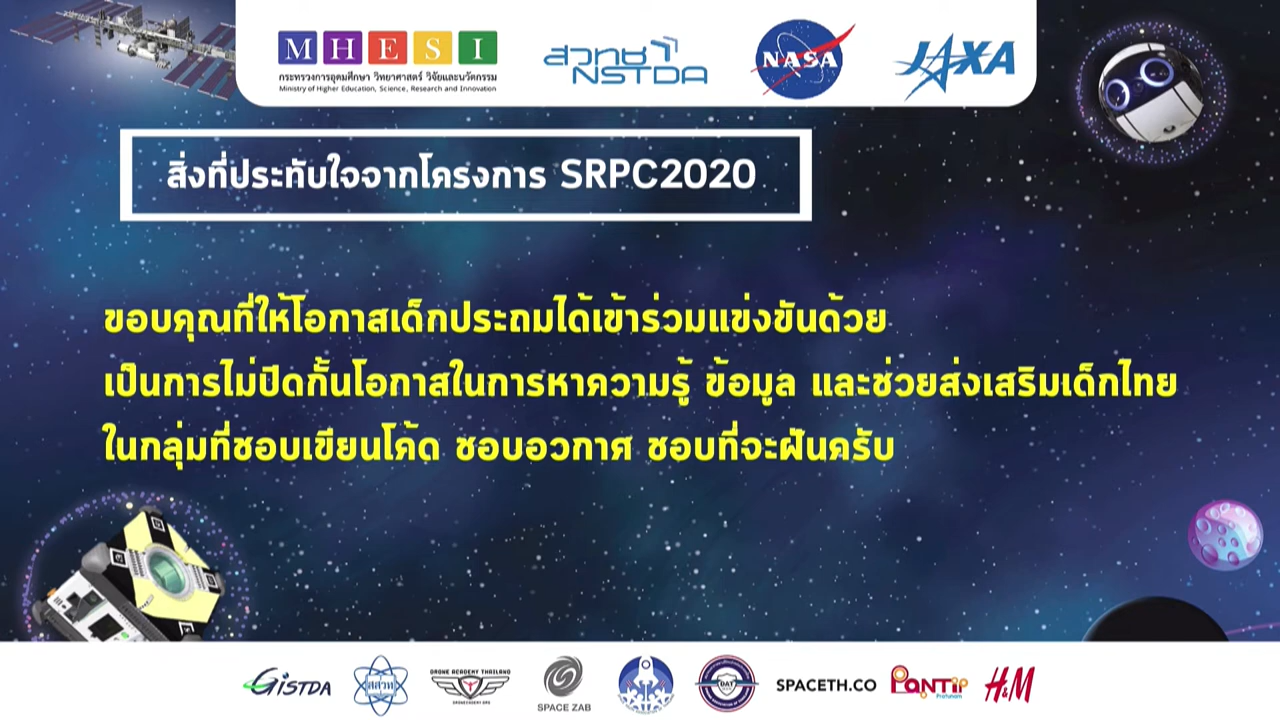 MHESI
กระทรวงการอุดมศึกษา วิทยาศาสตร์ วิจัยและนวัตกรรม
Ministry of Higher Education, Science, Research and Innovation
สวทช
NSTDA
NASA
JAXA
สิ่งที่ประทับใจจากโครงการ SRPC2020
ขอบคุณที่ให้โอกาสเด็กประถมได้เข้าร่วมแข่งขันด้วย
เป็นการไม่ปิดกั้นโอกาสในการหาความรู้ ข้อมูล และช่วยส่งเสริมเด็กไทย
ในกลุ่มที่ชอบเขียนโค้ด ชอบอวกาศ ชอบที่จะฝันครับ
GISTDA
สสวท
DRONE ACADEMY THAILAND
SPACE ZAB
DAT
SPACETH.CO
PANTIP
Pratunam
H&M